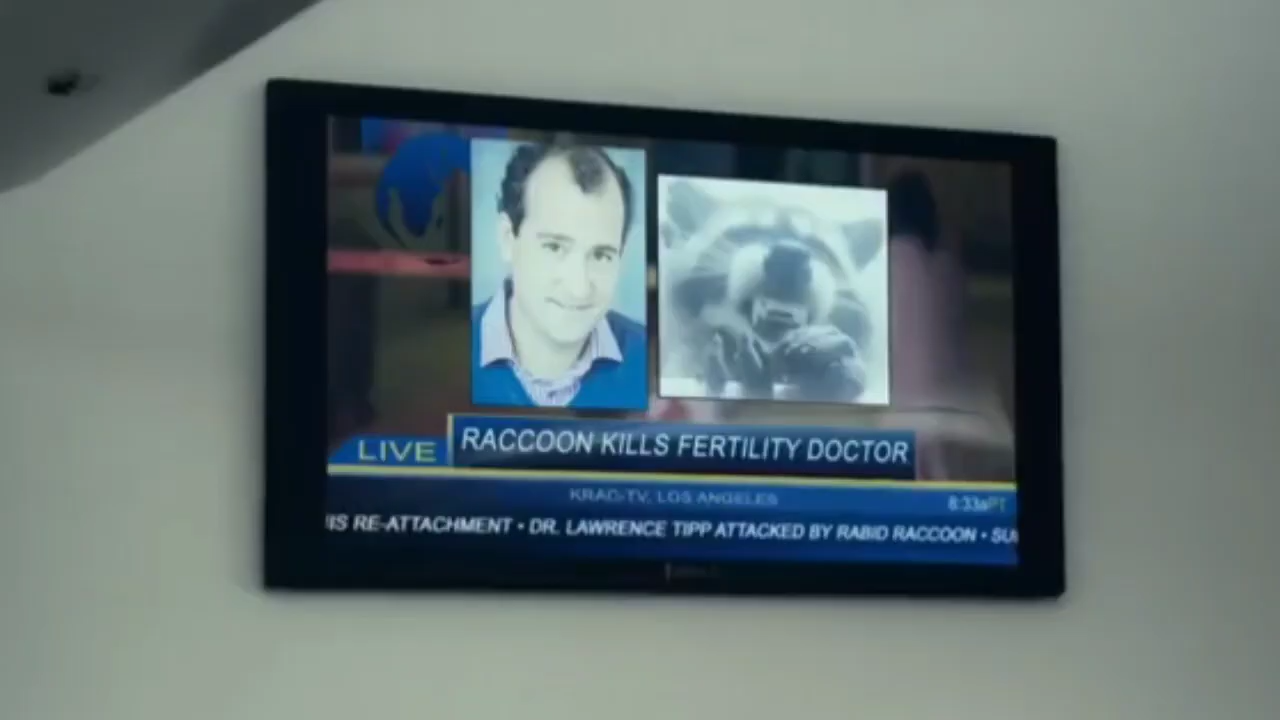 RACCOON KILLS FERTILITY DOCTOR
LIVE
KRAC-TV, LOS ANGELES
8:33aPT
IS RE-ATTACHMENT • DR. LAWRENCE TIPP ATTACKED BY RABID RACCOON • SU